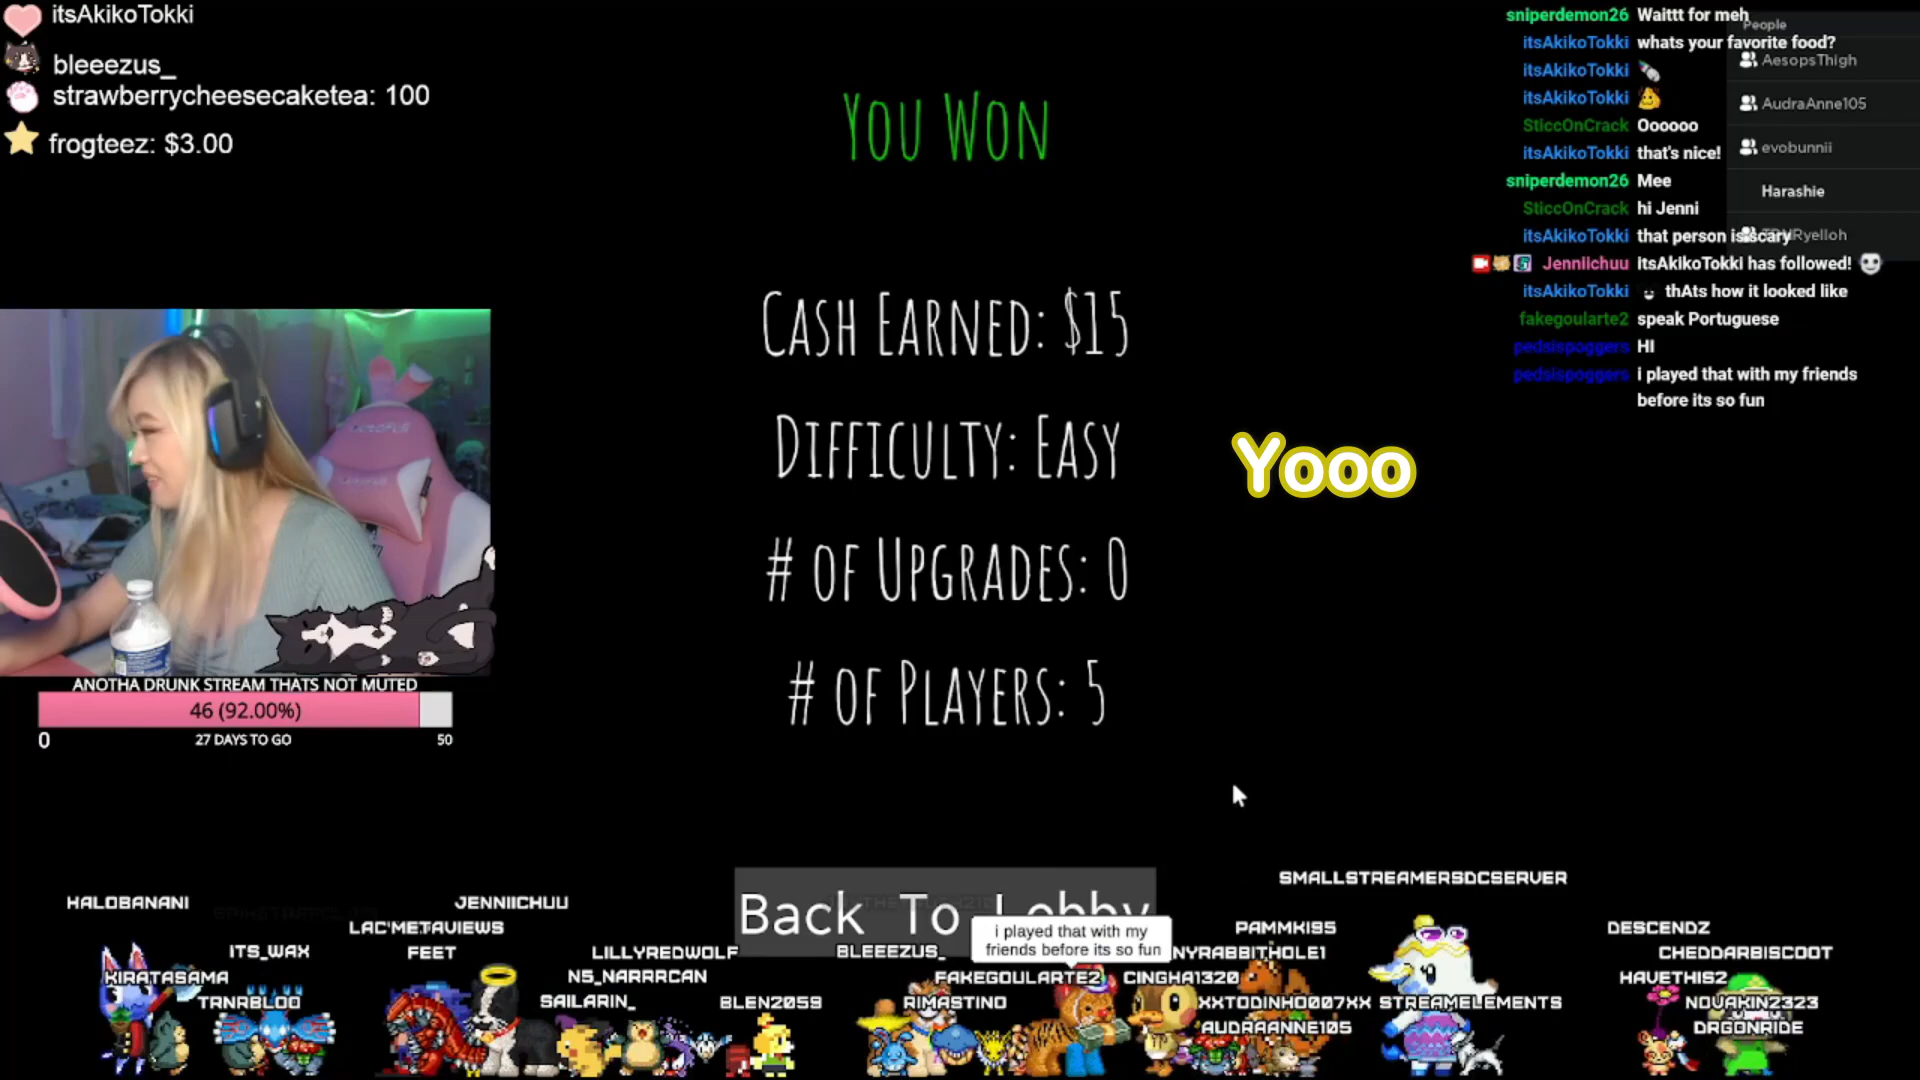 itsAkikoTokki
bleeezus_
strawberrycheesecaketea: 100
frogteez: $3.00
YOU WON
CASH EARNED: $15
DIFFICULTY: EASY
# OF UPGRADES: 0
# OF PLAYERS: 5
Yooo
sniperdemon26 Waittt for meh
itsAkikoTokki whats your favorite food?
itsAkikoTokki
itsAkikoTokki
SticcOnCrack Oooooo
itsAkikoTokki that's nice!
sniperdemon26 Mee
SticcOnCrack hi Jenni
itsAkikoTokki that person is scary
Jenniichuu itsAkikoTokki has followed!
itsAkikoTokki thAts how it looked like
fakegoularte2 speak Portuguese
pedsispoggers HI
pedsispoggers i played that with my friends
before its so fun
People
AesopsThigh
AudraAnne105
evobunnii
Harashie
Ryelloh
ANOTHA DRUNK STREAM THATS NOT MUTED
46 (92.00%)
0 27 DAYS TO GO 50
Back To Lobby
i played that with my
friends before its so fun
HALOBANANI
JENNIICHUU
LAC'METAVIEWS
FEET
ITS_WAX
LILLYREDWOLF
KIRATASAMA
N5_NARRRCAN
TRNRBLOO
SAILARIN_
BLEN2059
BLEEEZUS_
FAKEGOULARTE2
RIMASTINO
SMALLSTREAMERSDCSERVER
PAMMKI95
NYRABBITHOLE1
CINGHA1320
XXTODINHO007XX
STREAMELEMENTS
AUDRAANNE105
DESCENDZ
CHEDDARBISCOOT
HAVETHIS2
NOVAKIN2323
DRGONRIDE